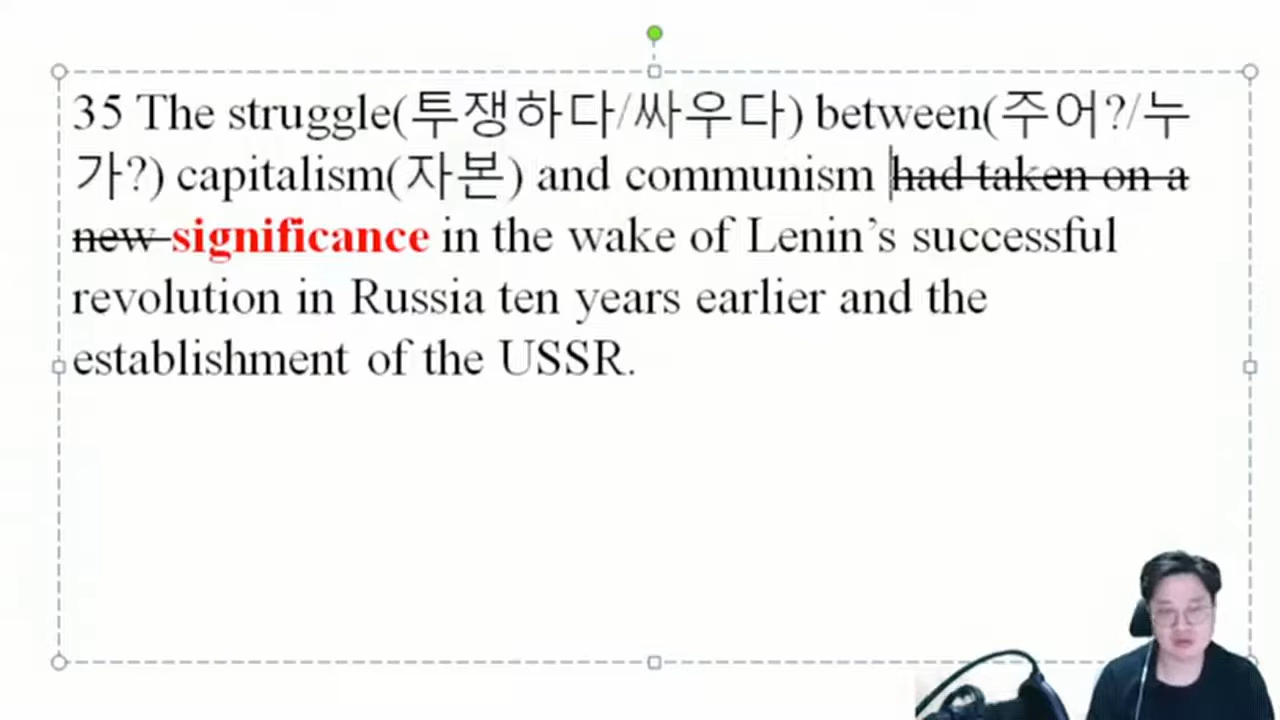 35 The struggle(투쟁하다/싸우다) between(주어?/누
가?) capitalism(자본) and communism had taken on a
new significance in the wake of Lenin’s successful
revolution in Russia ten years earlier and the
establishment of the USSR.